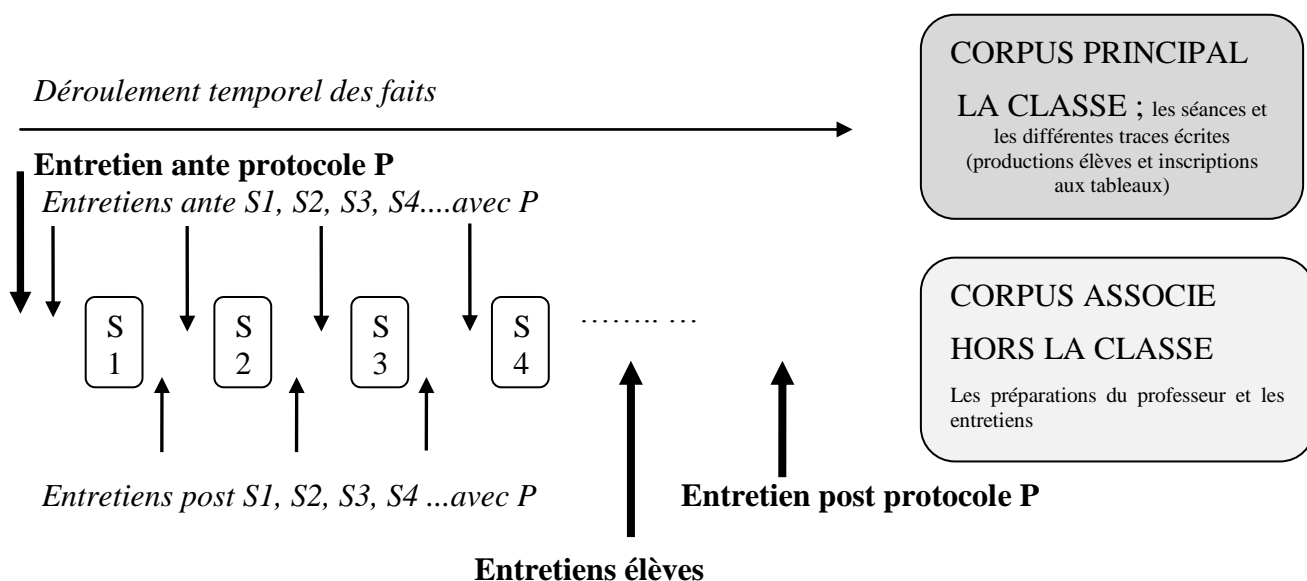 Déroulement temporel des faits
Entretien ante protocole P
Entretiens ante S1, S2, S3, S4....avec P
S
1
S
2
S
3
S
4
…….. …
Entretiens post S1, S2, S3, S4 ...avec P
Entretien post protocole P
Entretiens élèves
CORPUS PRINCIPAL
LA CLASSE ; les séances et
les différentes traces écrites
(productions élèves et inscriptions
aux tableaux)
CORPUS ASSOCIE
HORS LA CLASSE
Les préparations du professeur et les
entretiens